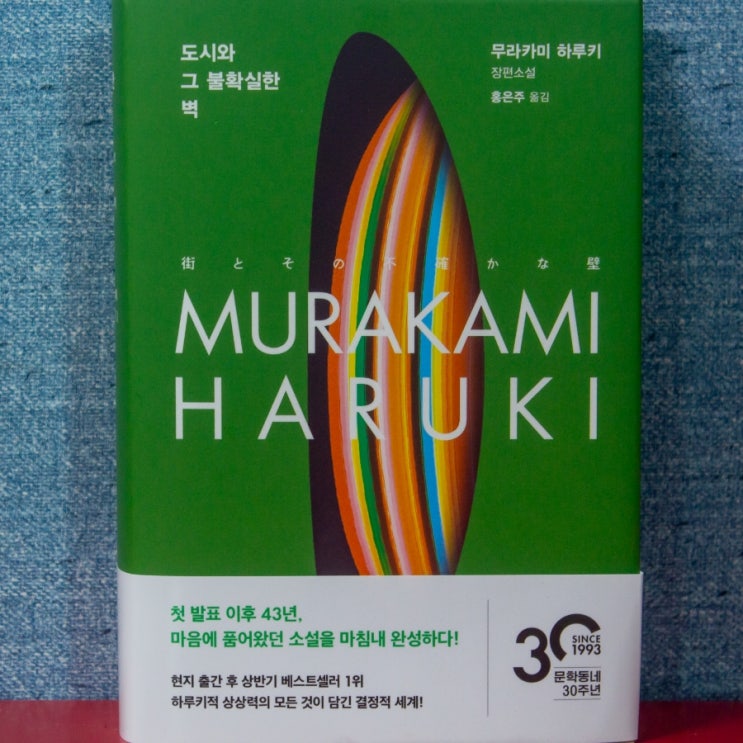 도시와
그 불확실한
벽
무라카미 하루키
장편소설
홍은주 옮김
街とその不確かな壁
MURAKAMI
HARUKI
첫 발표 이후 43년,
마음에 품어왔던 소설을 마침내 완성하다!
현지 출간 후 상반기 베스트셀러 1위
하루키적 상상력의 모든 것이 담긴 결정적 세계!
30
SINCE
1993
문학동네
30주년